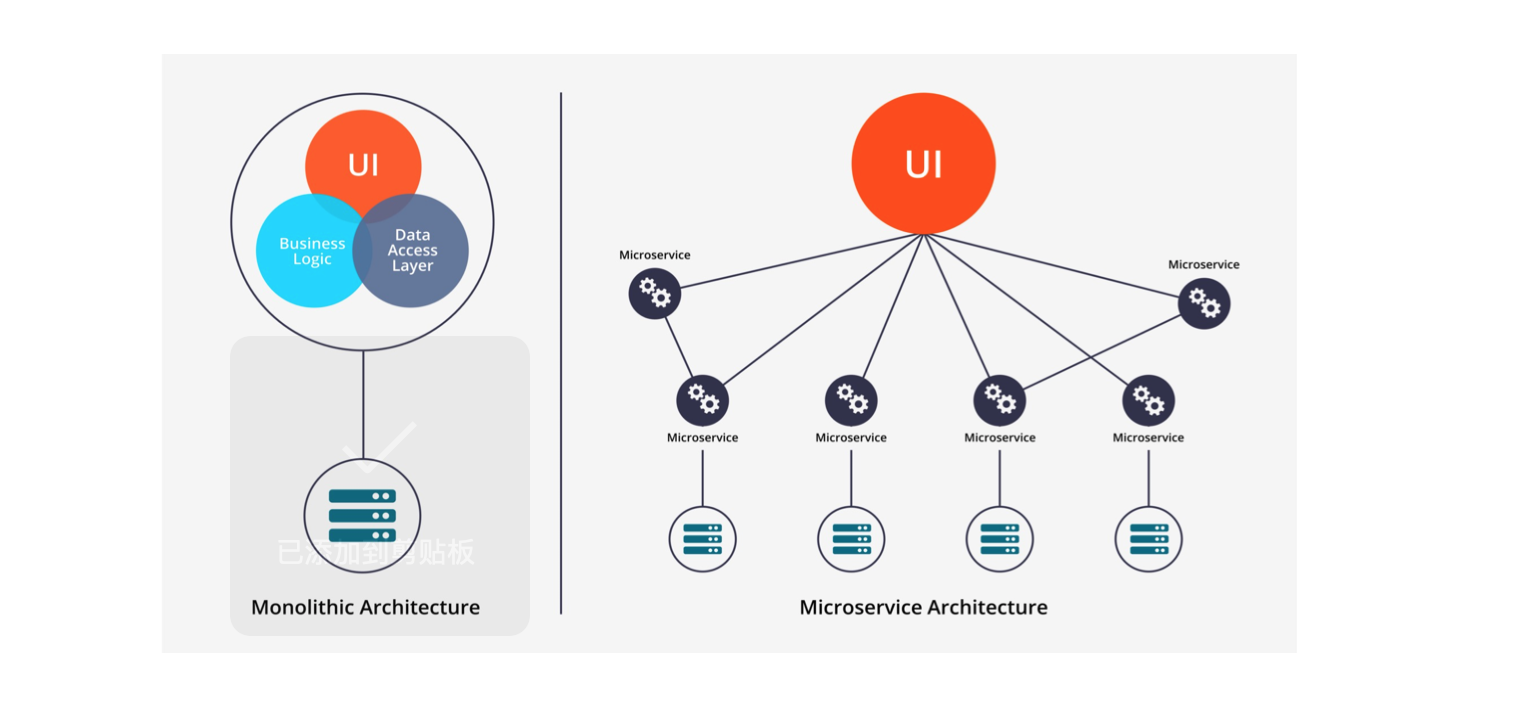 UI
Business
Logic
Data
Access
Layer
已添加到剪贴板
Monolithic Architecture
UI
Microservice
Microservice
Microservice
Microservice
Microservice
Microservice
Microservice Architecture